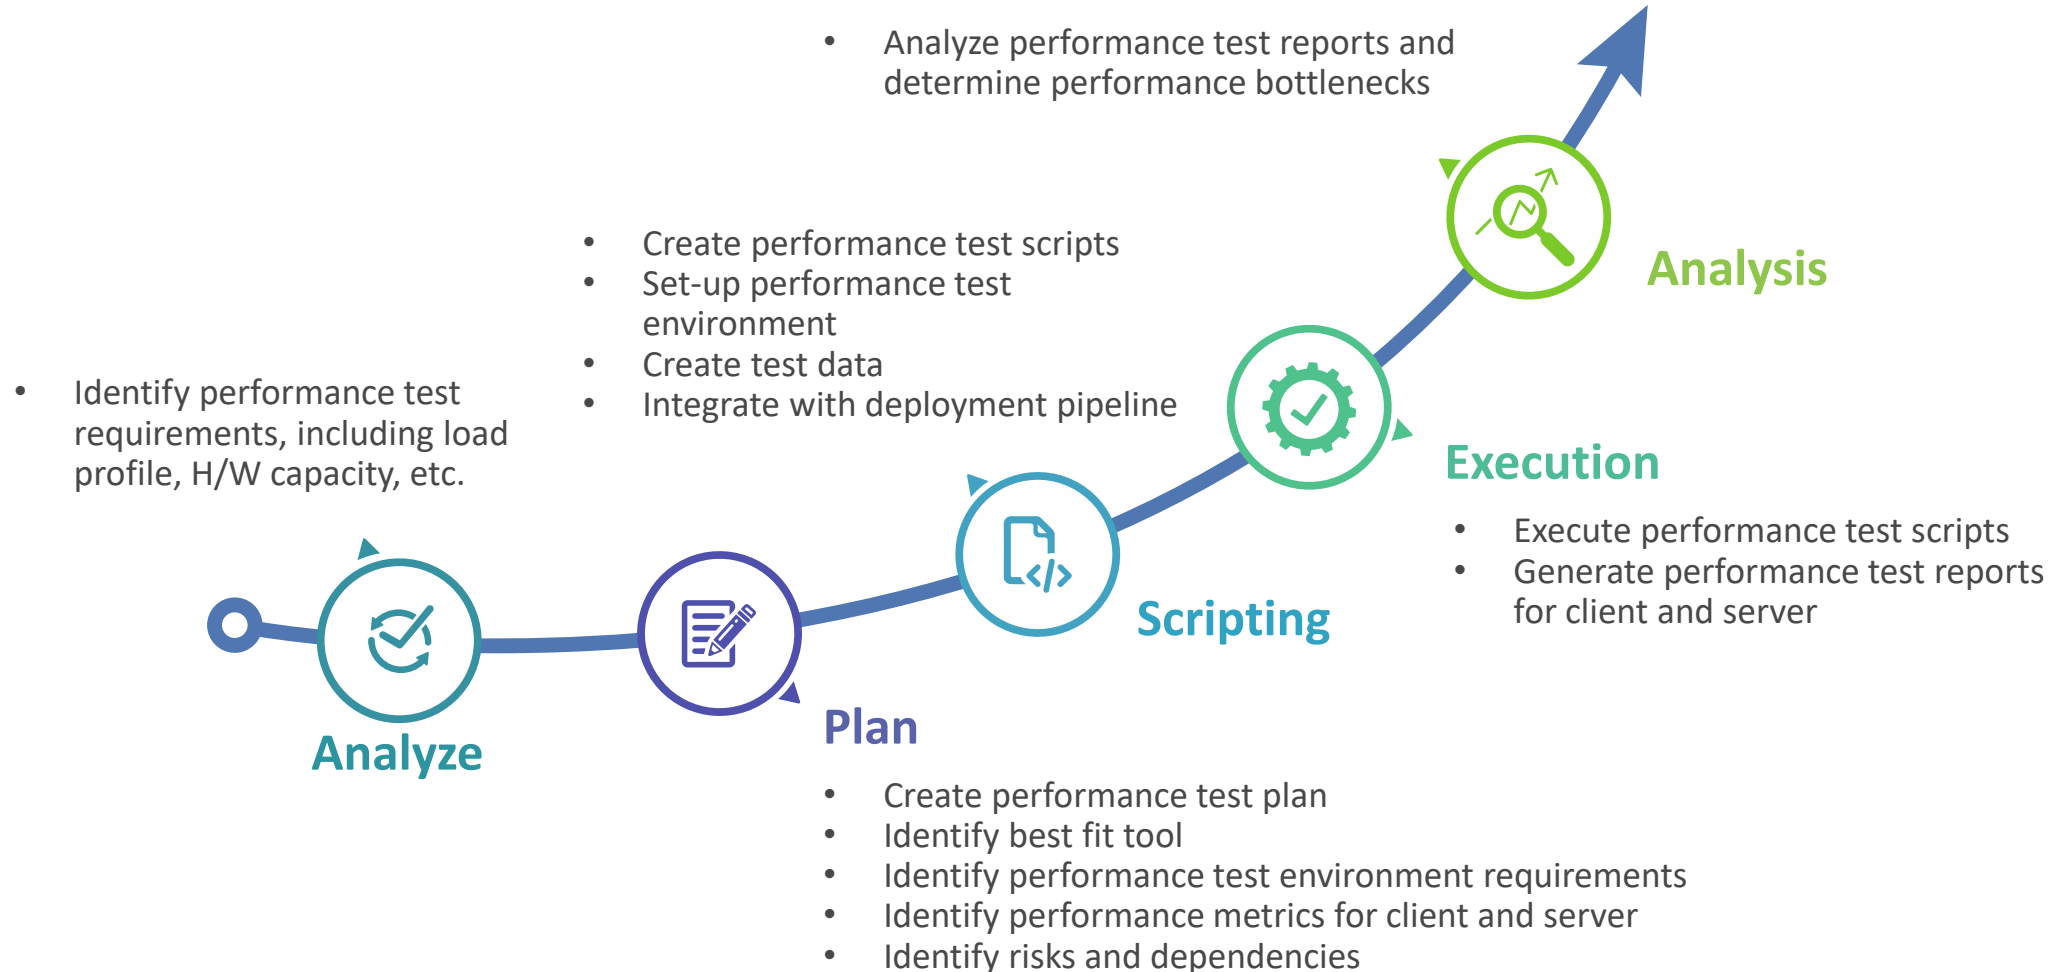 • Analyze performance test reports and
determine performance bottlenecks
Analysis
• Create performance test scripts
• Set-up performance test
environment
• Create test data
• Integrate with deployment pipeline
• Identify performance test
requirements, including load
profile, H/W capacity, etc.
Execution
• Execute performance test scripts
• Generate performance test reports
for client and server
Scripting
Analyze
Plan
• Create performance test plan
• Identify best fit tool
• Identify performance test environment requirements
• Identify performance metrics for client and server
• Identify risks and dependencies